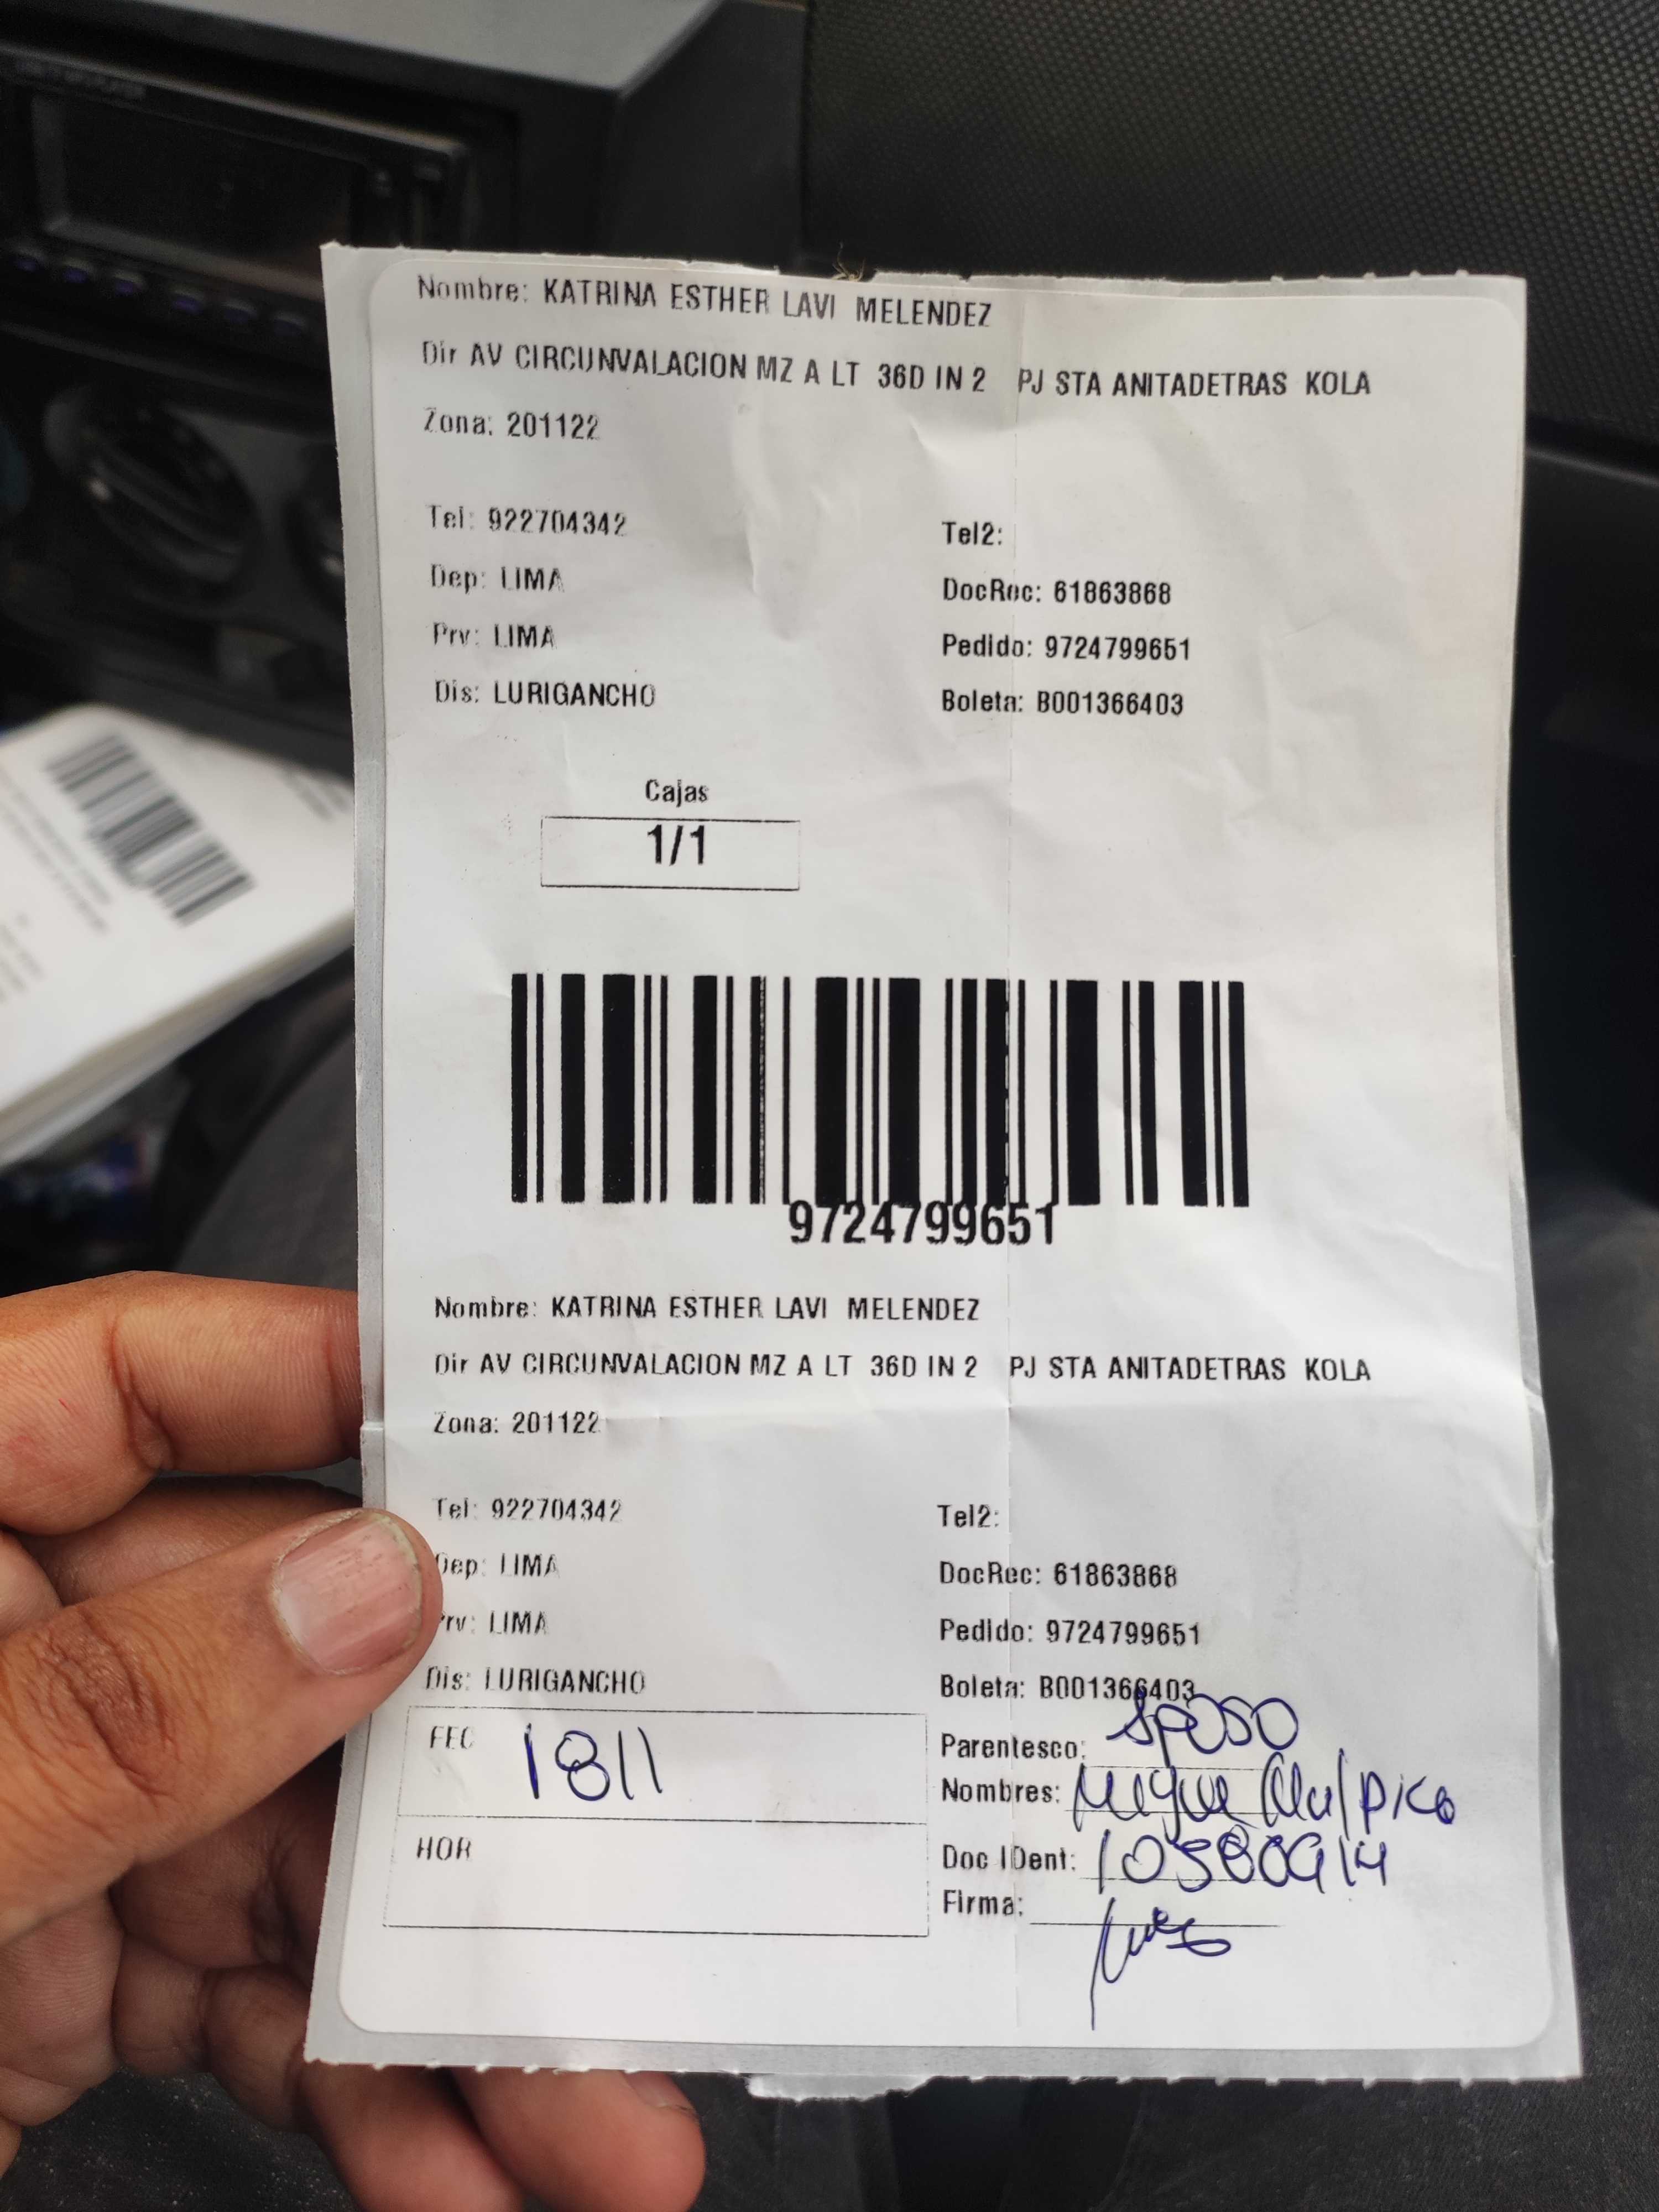 Nombre: KATRINA ESTHER LAVI MELENDEZ
Dir AV CIRCUNVALACION MZ A LT 36D IN 2 PJ STA ANITADETRAS KOLA
Zona: 201122
Tel: 922704342 Tel2:
Dep: LIMA DocRec: 61863868
Prv: LIMA Pedido: 9724799651
Dis: LURIGANCHO Boleta: B001366403
Cajas
1/1
9724799651
Nombre: KATRINA ESTHER LAVI MELENDEZ
Dir AV CIRCUNVALACION MZ A LT 36D IN 2 PJ STA ANITADETRAS KOLA
Zona: 201122
Tel: 922704342 Tel2:
Dep: LIMA DocRec: 61863868
Prv: LIMA Pedido: 9724799651
Dis: LURIGANCHO Boleta: B001366403
FEC 1811 Parentesco: sposo
Nombres:
HOR Doc IDent:
Firma: